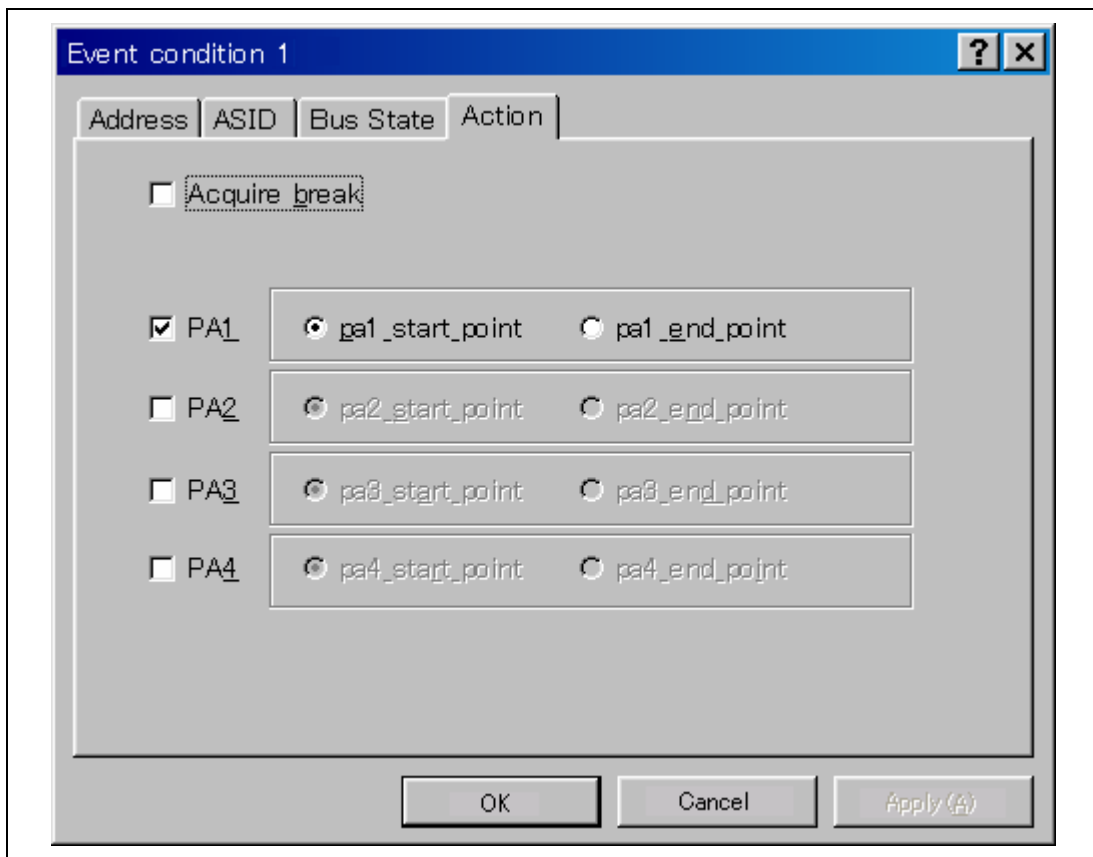 Event condition 1
Address ASID Bus State Action
Acquire break
PA1 pa1_start_point pa1_end_point
PA2 pa2_start_point pa2_end_point
PA3 pa3_start_point pa3_end_point
PA4 pa4_start_point pa4_end_point
OK Cancel Apply(A)